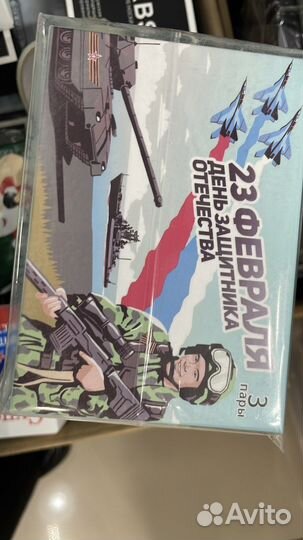 23 ФЕВРАЛЯ
ДЕНЬ ЗАЩИТНИКА
ОТЕЧЕСТВА
3
пары
Avito